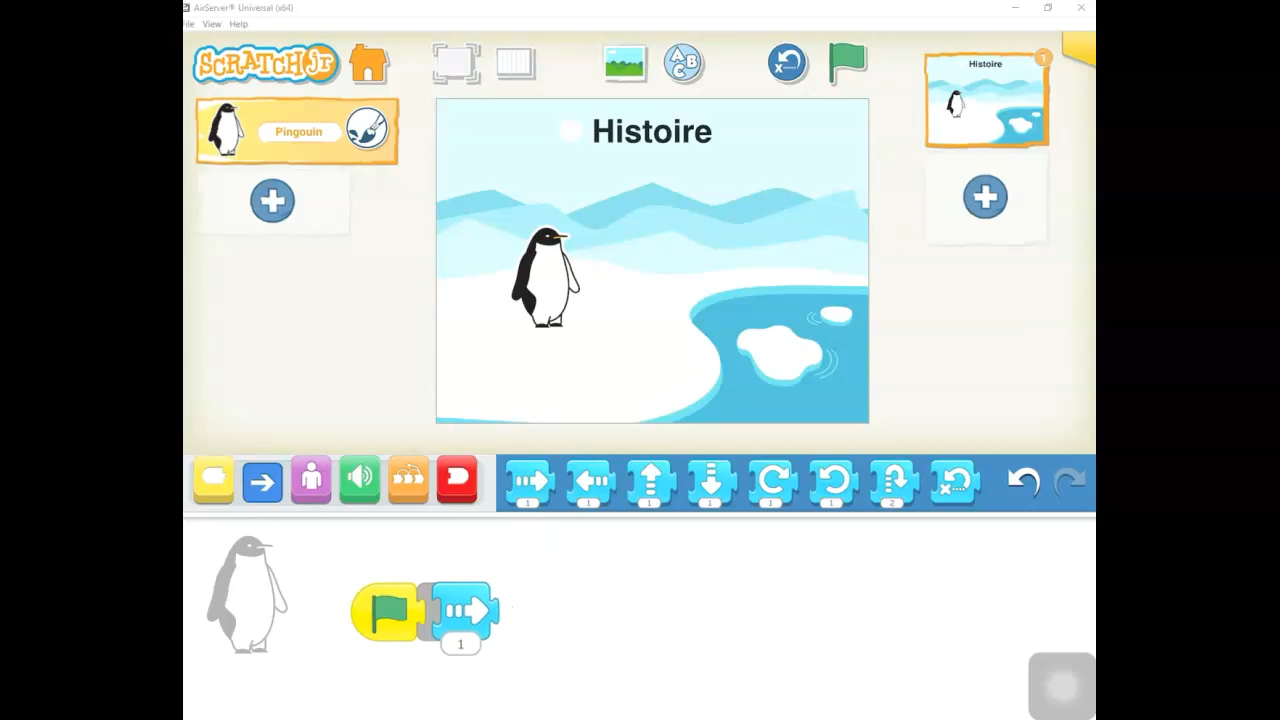 AirServer® Universal (x64)
File View Help
SCRATCHJr
A B C
x
1
Histoire
Pingouin
Histoire
1 1 1 1 1 1 2
x
1